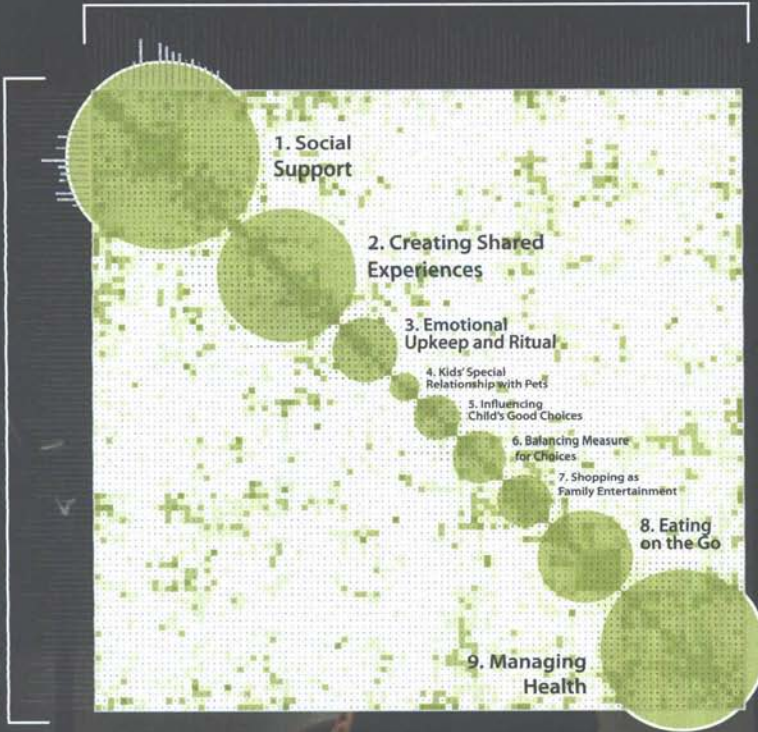 1. Social
Support
2. Creating Shared
Experiences
3. Emotional
Upkeep and Ritual
4. Kids' Special
Relationship with Pets
5. Influencing
Child's Good Choices
6. Balancing Measure
for Choices
7. Shopping as
Family Entertainment
8. Eating
on the Go
9. Managing
Health